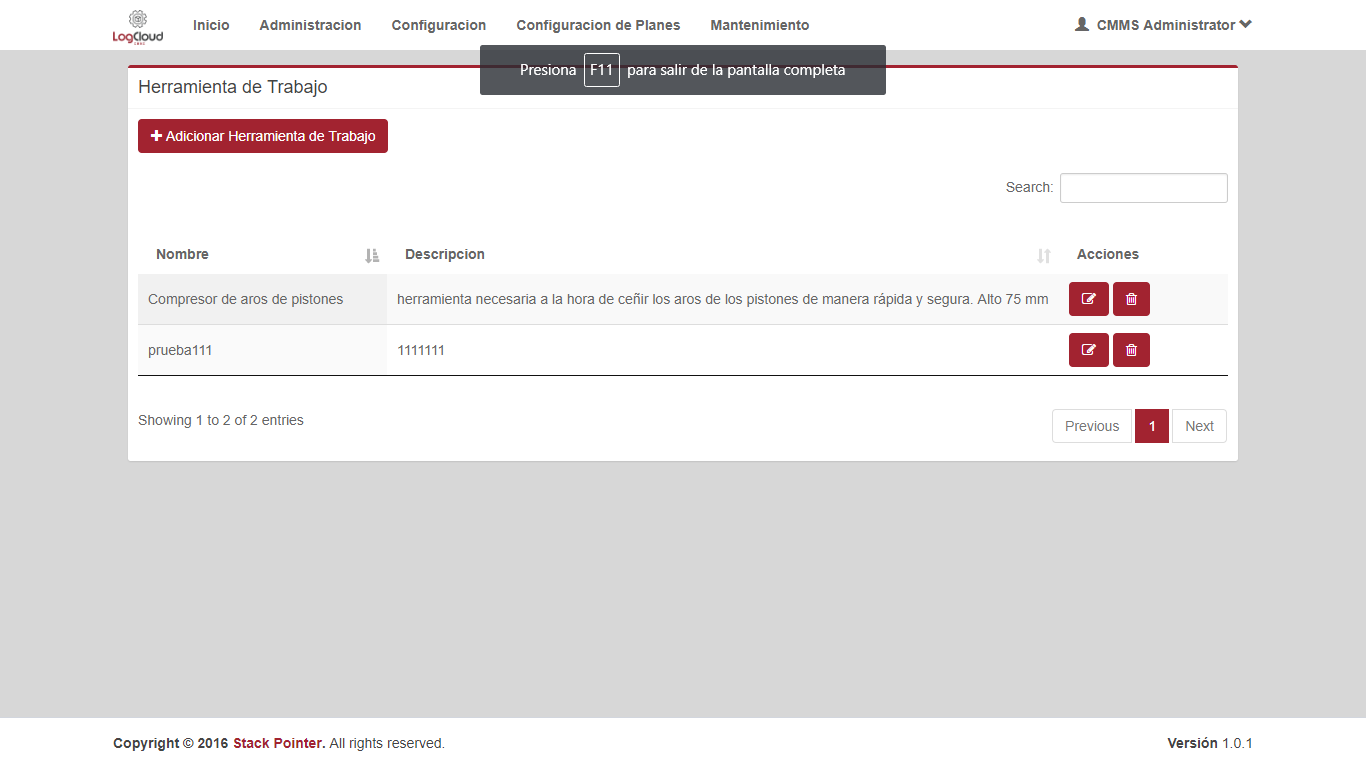 LogCloud
CMMS
Inicio Administracion Configuracion Configuracion de Planes Mantenimiento CMMS Administrator
Presiona F11 para salir de la pantalla completa
Herramienta de Trabajo
Adicionar Herramienta de Trabajo
Search:
Nombre Descripcion Acciones
Compresor de aros de pistones herramienta necesaria a la hora de ceñir los aros de los pistones de manera rápida y segura. Alto 75 mm
prueba111 1111111
Showing 1 to 2 of 2 entries Previous 1 Next
Copyright © 2016 Stack Pointer. All rights reserved. Versión 1.0.1